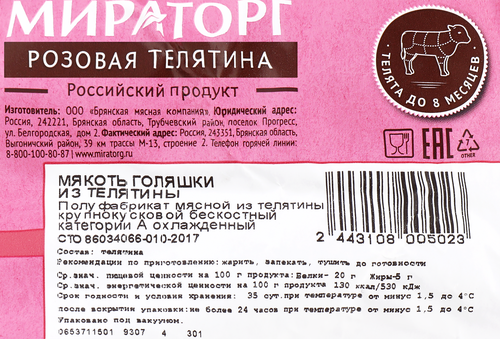 МИРАТОРГ
РОЗОВАЯ ТЕЛЯТИНА
Российский продукт
ТЕЛЯТА ДО 8 МЕСЯЦЕВ
Изготовитель: ООО «Брянская мясная компания», Юридический адрес:
Россия, 242221, Брянская область, Трубчевский район, поселок Прогресс,
ул. Белгородская, дом 2. Фактический адрес: Россия, 243351, Брянская область,
Выгоничский район, 39 км трассы М-13, строение 2. Телефон горячей линии:
8-800-100-80-87 | www.miratorg.ru
EAC
7
OTHER
МЯКОТЬ ГОЛЯШКИ
ИЗ ТЕЛЯТИНЫ
Полуфабрикат мясной из телятины
крупнокусковой бескостный
категории А охлажденный
СТО 86034066-010-2017
2 443108 005023
Состав: телятина
Рекомендации по приготовлению: жарить, запекать, тушить до готовности
Ср.знач. пищевой ценности на 100 г продукта: Белки- 20 г Жиры-5 г
Ср.знач. энергетической ценности на 100 г продукта 130 ккал/530 кДж
Срок годности и условия хранения: 35 сут.при температуре от минус 1,5 до 4°С
после вскрытия упаковки:не более 24 часов при температуре от минус 1,5 до 4°С
Упаковано под вакуумом.
0653711501 9307 4 301